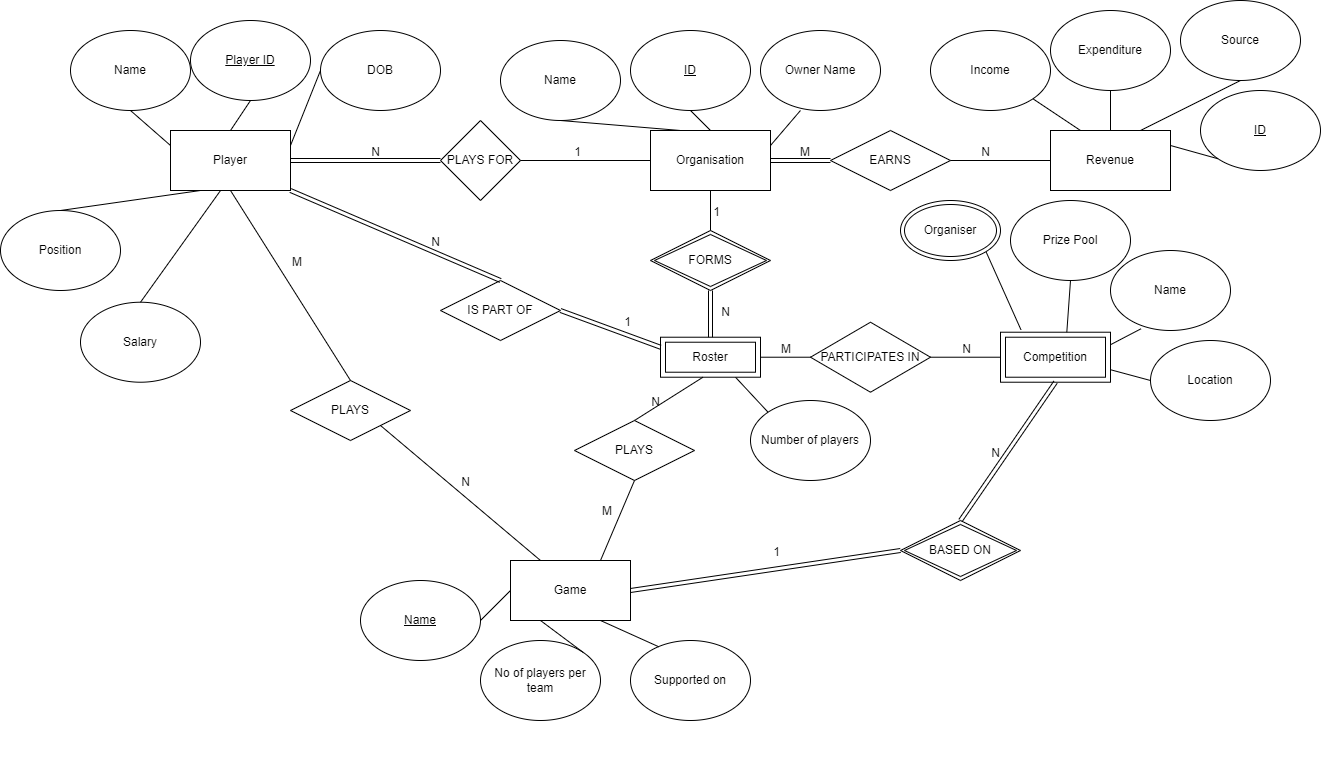 Name
Player ID
DOB
Name
ID
Owner Name
Income
Expenditure
Source
ID
Player
N
PLAYS FOR
1
Organisation
M
EARNS
N
Revenue
Position
Salary
M
N
IS PART OF
1
1
FORMS
N
Organiser
Prize Pool
Name
Location
Roster
M
PARTICIPATES IN
N
Competition
Number of players
PLAYS
N
N
PLAYS
M
N
BASED ON
1
Game
Name
No of players per
team
Supported on